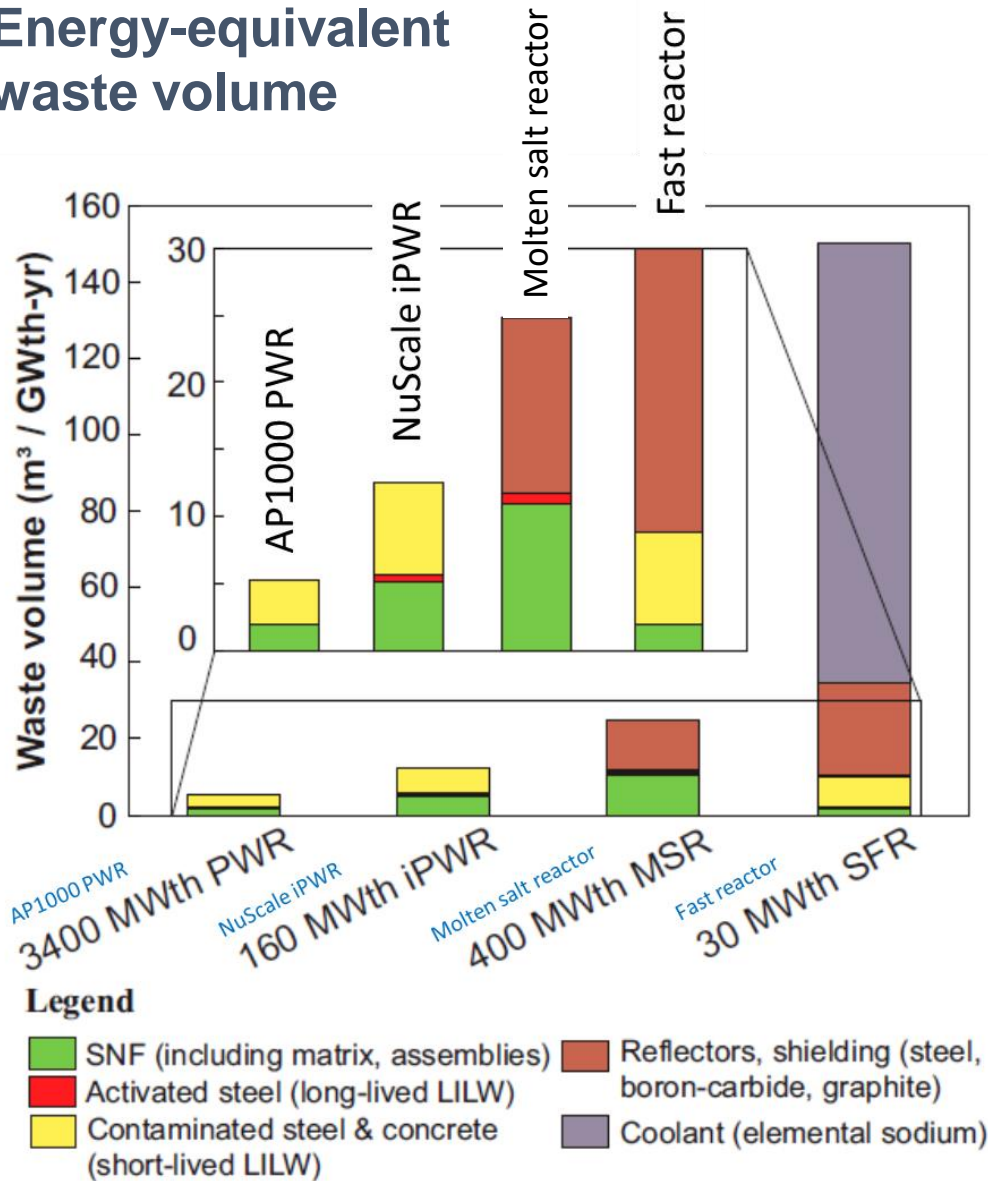 Energy-equivalent
waste volume
Molten salt reactor
Fast reactor
NuScale iPWR
AP1000 PWR
Waste volume (m³ / GWth-yr)
160
140
120
100
80
60
40
20
0
30
20
10
0
AP1000 PWR
3400 MWth PWR
NuScale iPWR
160 MWth iPWR
Molten salt reactor
400 MWth MSR
Fast reactor
30 MWth SFR
Legend
SNF (including matrix, assemblies)
Activated steel (long-lived LILW)
Contaminated steel & concrete
(short-lived LILW)
Reflectors, shielding (steel,
boron-carbide, graphite)
Coolant (elemental sodium)